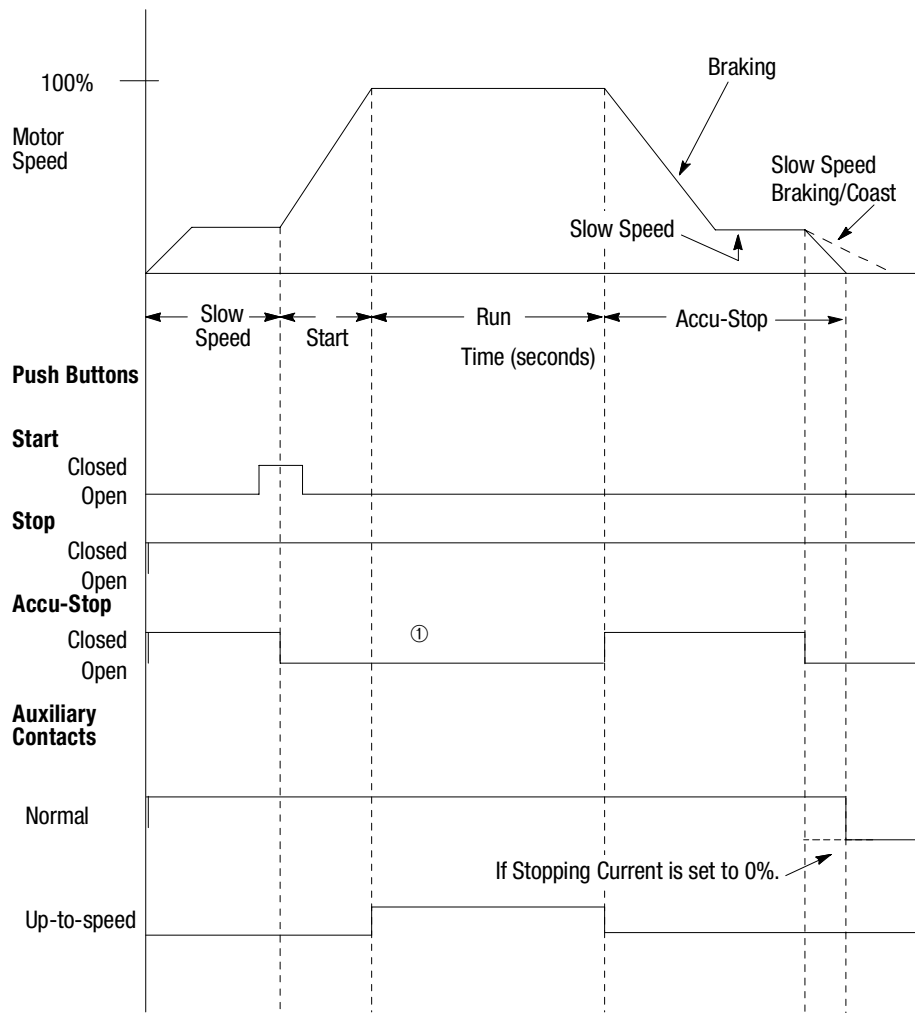 100%
Motor
Speed
Braking
Slow Speed
Braking/Coast
Slow Speed
Slow
Speed
Start
Run
Accu-Stop
Time (seconds)
Push Buttons
Start
Closed
Open
Stop
Closed
Open
Accu-Stop
Closed
Open
①
Auxiliary
Contacts
Normal
If Stopping Current is set to 0%.
Up-to-speed